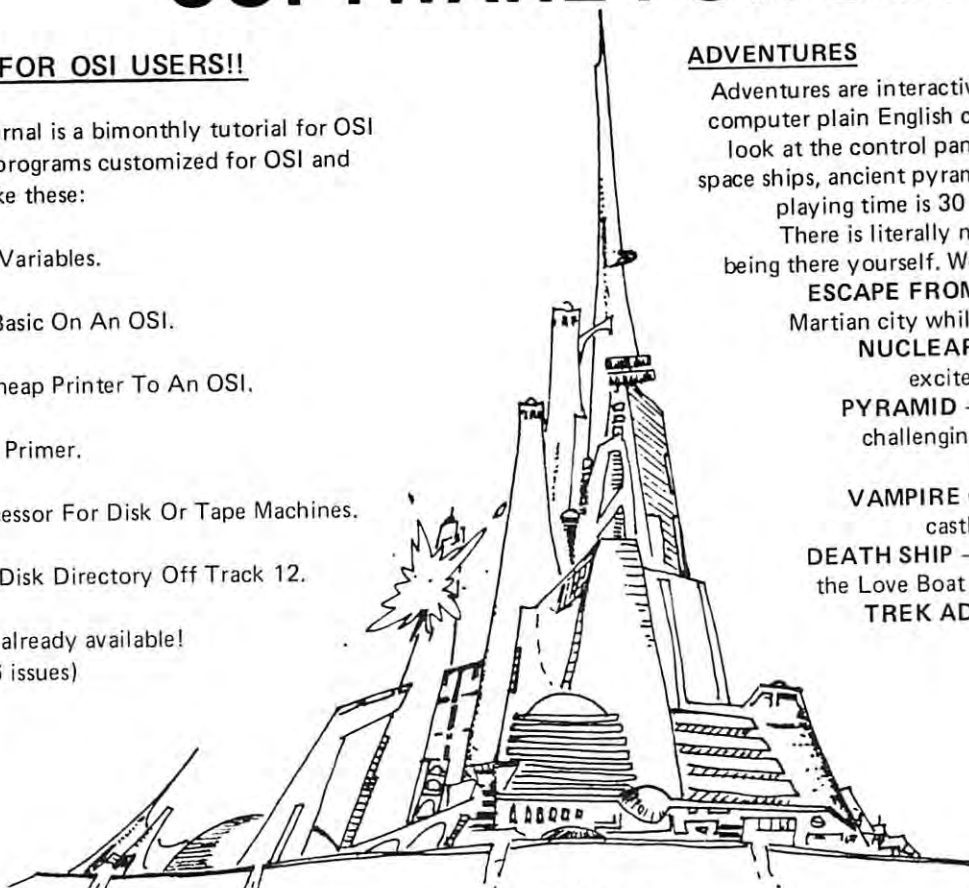 SOFTWARE FO
FOR OSI USERS!!
rnal is a bimonthly tutorial for OSI
programs customized for OSI and
ke these:
Variables.
Basic On An OSI.
heap Printer To An OSI.
Primer.
essor For Disk Or Tape Machines.
Disk Directory Off Track 12.
already available!
issues)
ADVENTURES
Adventures are interactiv
computer plain English c
look at the control pan
space ships, ancient pyram
playing time is 30
There is literally n
being there yourself. W
ESCAPE FROM
Martian city whil
NUCLEAR
excite
PYRAMID -
challengin
VAMPIRE
castl
DEATH SHIP -
the Love Boat
TREK AD